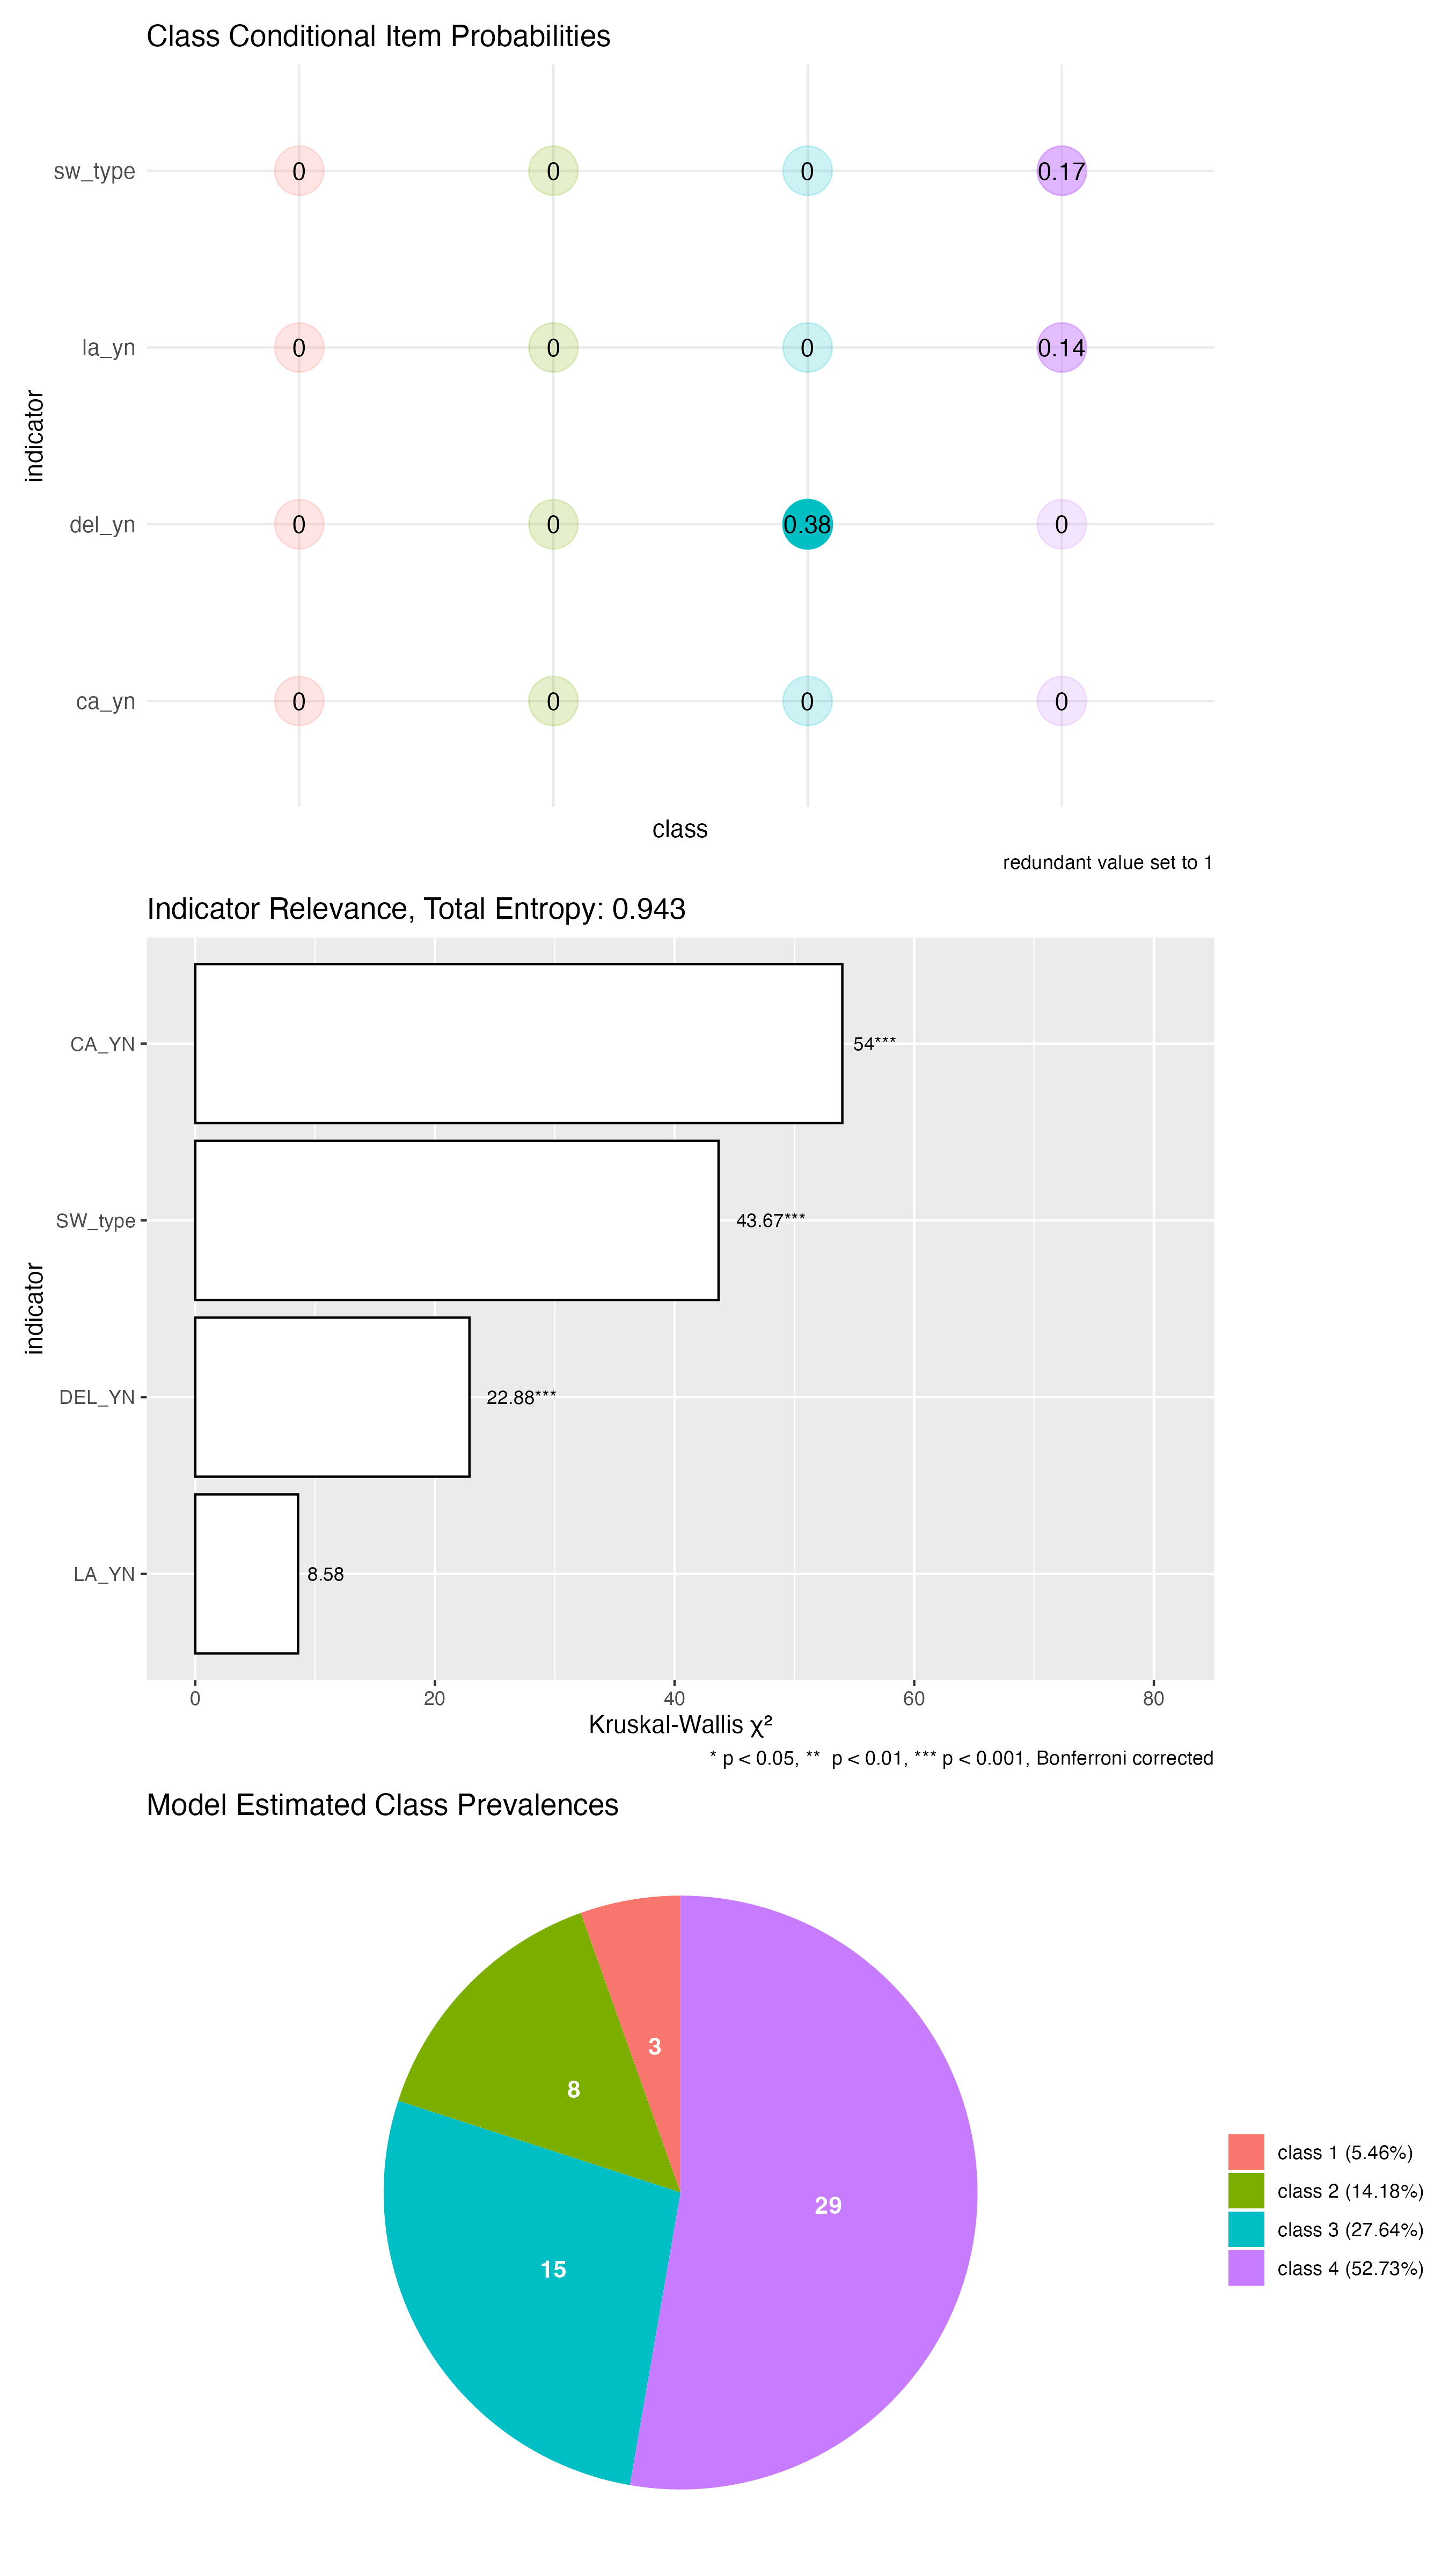 Class Conditional Item Probabilities
sw_type 0 0 0 0.17
la_yn 0 0 0 0.14
del_yn 0 0 0.38 0
ca_yn 0 0 0 0
indicator
class
redundant value set to 1
Indicator Relevance, Total Entropy: 0.943
CA_YN 54***
SW_type 43.67***
DEL_YN 22.88***
LA_YN 8.58
indicator
0 20 40 60 80
Kruskal-Wallis χ²
* p < 0.05, ** p < 0.01, *** p < 0.001, Bonferroni corrected
Model Estimated Class Prevalences
3
8
29
15
class 1 (5.46%)
class 2 (14.18%)
class 3 (27.64%)
class 4 (52.73%)